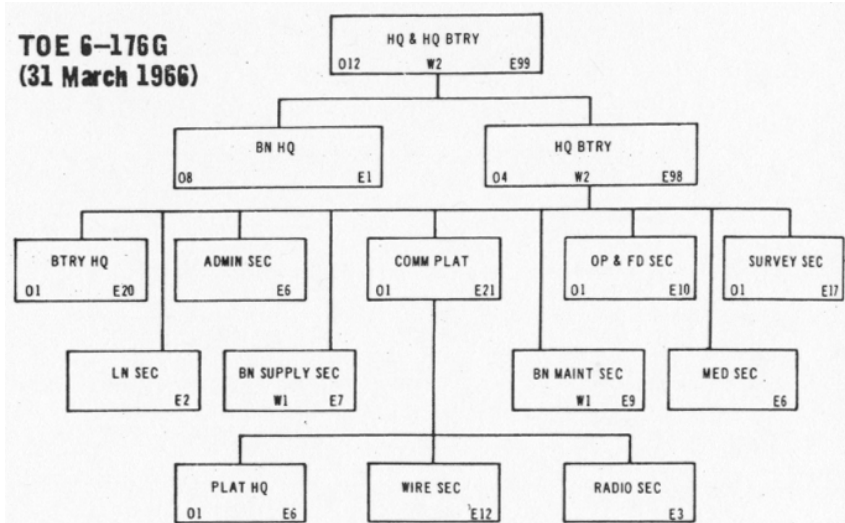 TOE 6-176G
(31 March 1966)
HQ & HQ BTRY
O12 W2 E99
BN HQ
O8 E1
HQ BTRY
O4 W2 E98
BTRY HQ
O1 E20
ADMIN SEC
E6
COMM PLAT
O1 E21
OP & FD SEC
O1 E10
SURVEY SEC
O1 E17
LN SEC
E2
BN SUPPLY SEC
W1 E7
BN MAINT SEC
W1 E9
MED SEC
E6
PLAT HQ
O1 E6
WIRE SEC
E12
RADIO SEC
E3